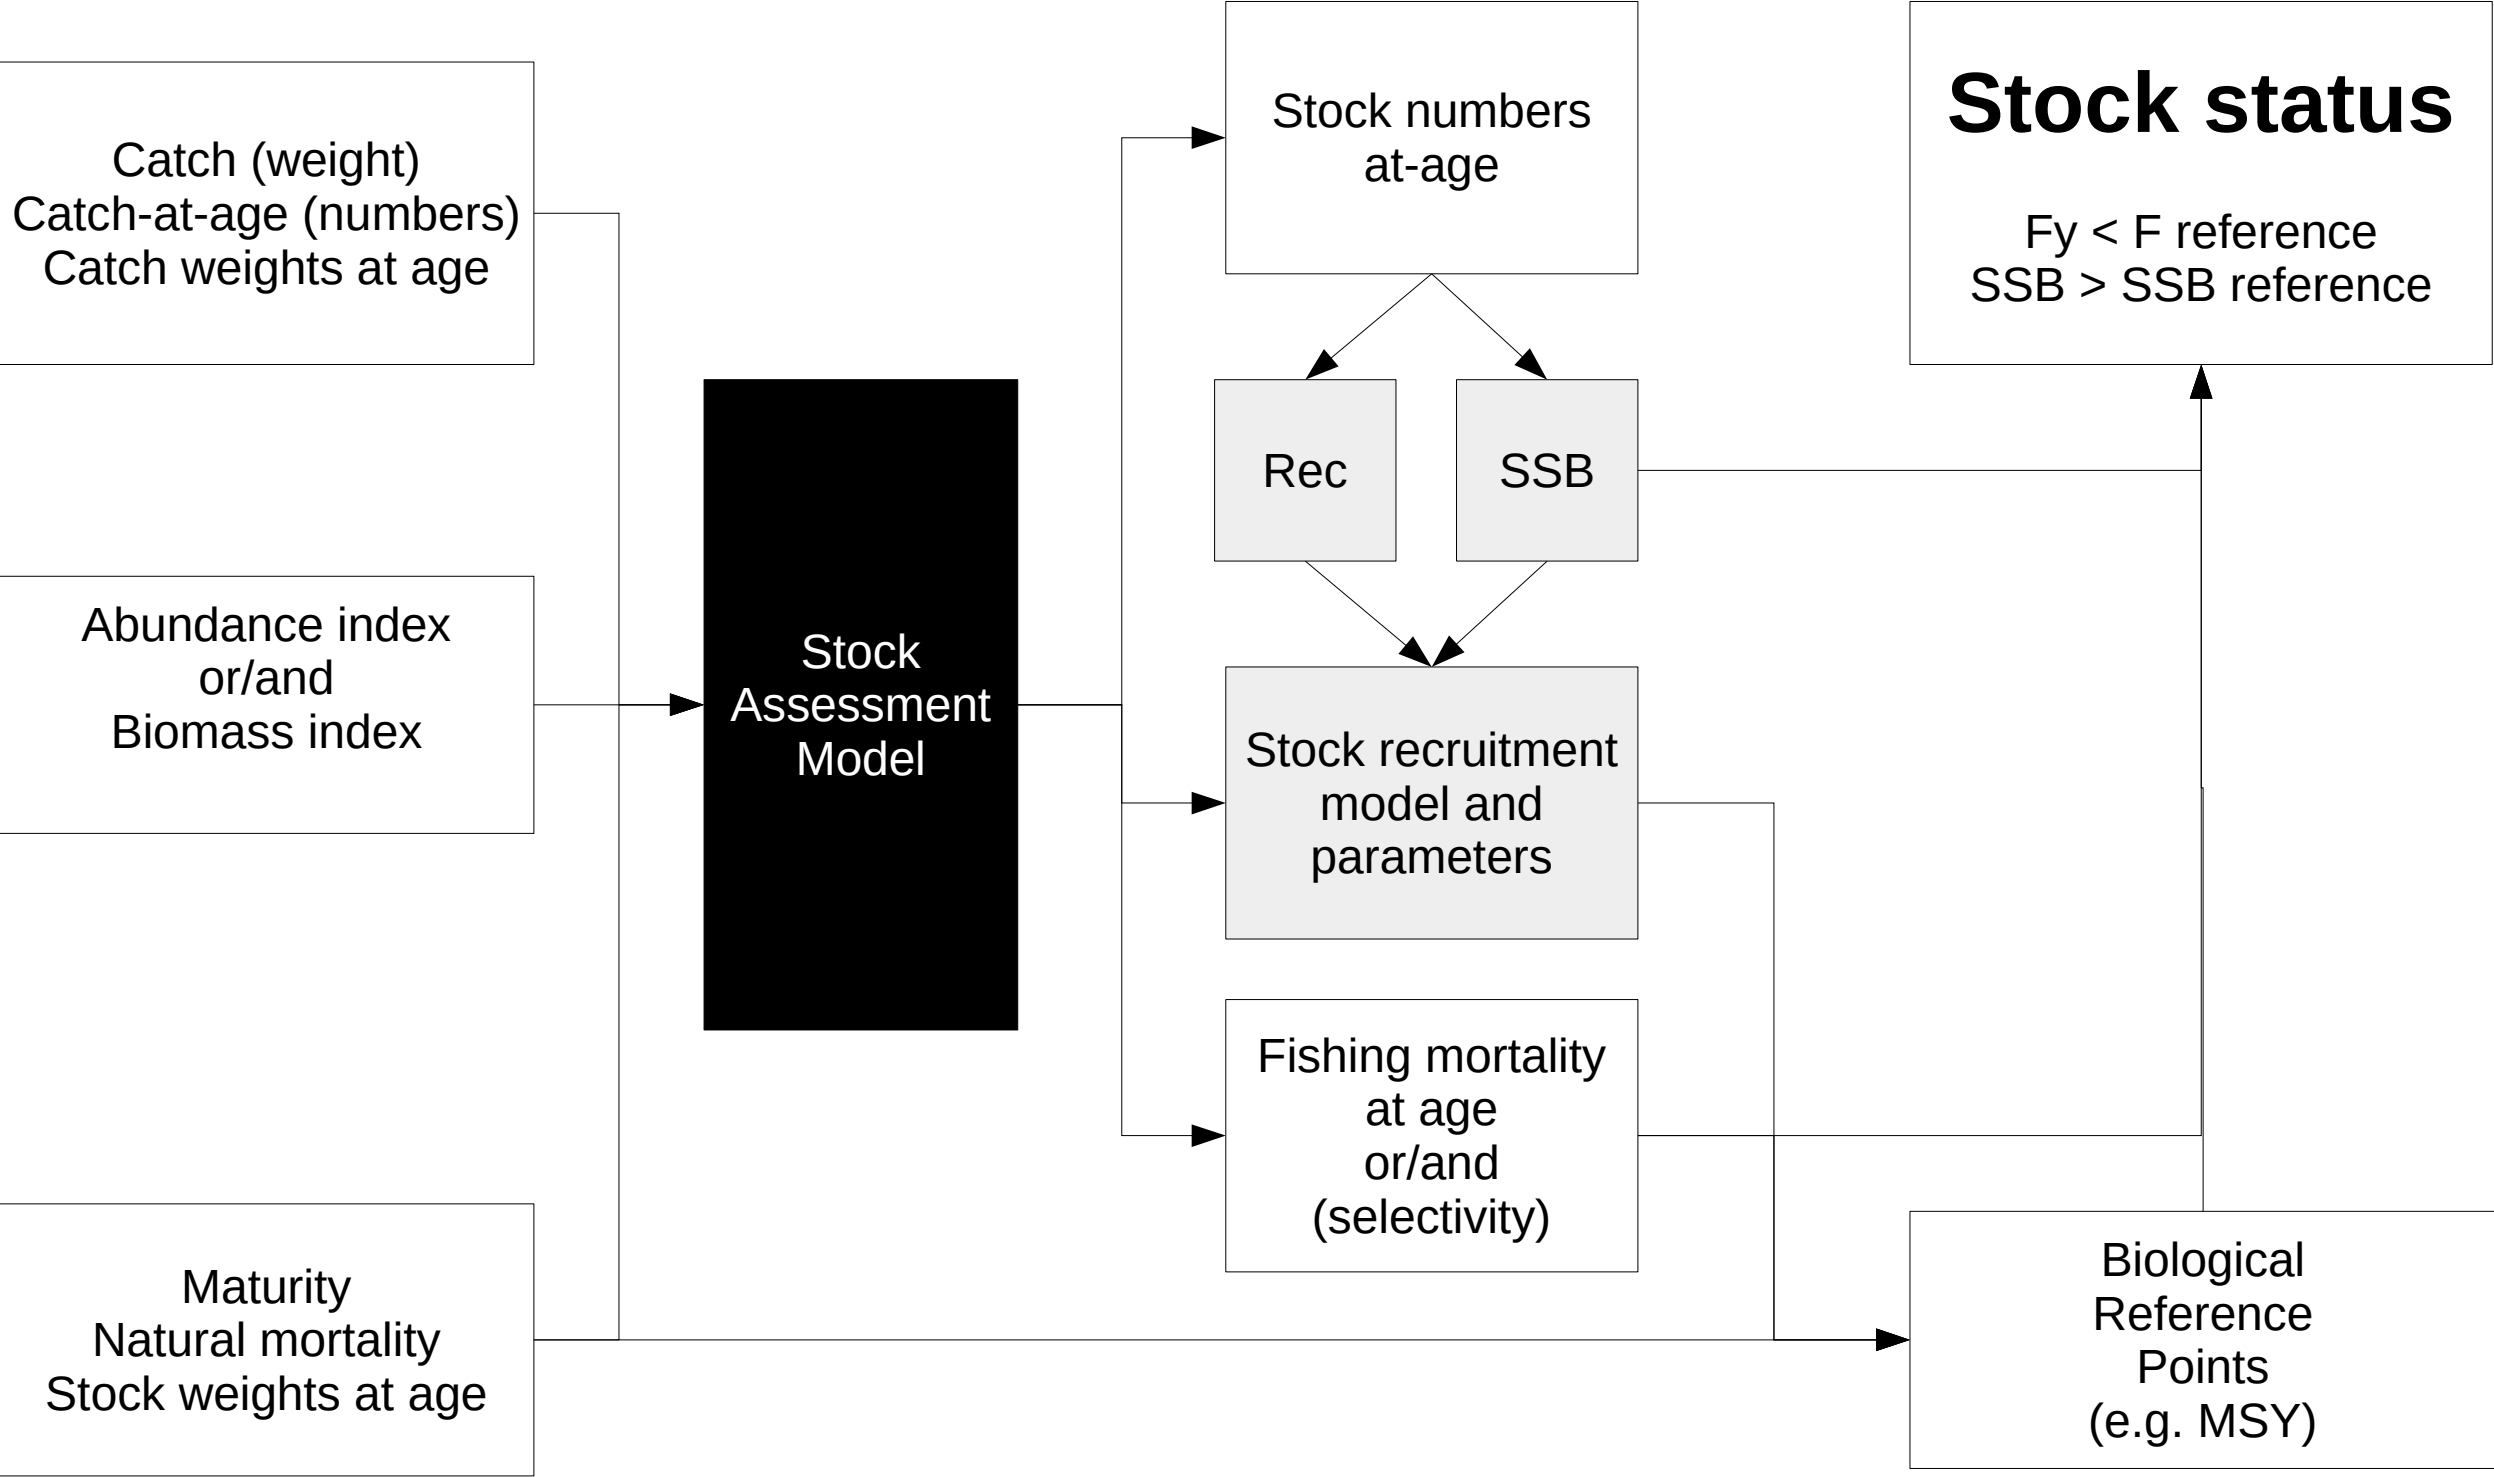 Catch (weight)
Catch-at-age (numbers)
Catch weights at age
Abundance index
or/and
Biomass index
Maturity
Natural mortality
Stock weights at age
Stock
Assessment
Model
Stock numbers
at-age
Rec
SSB
Stock recruitment
model and
parameters
Fishing mortality
at age
or/and
(selectivity)
Stock status
Fy < F reference
SSB > SSB reference
Biological
Reference
Points
(e.g. MSY)